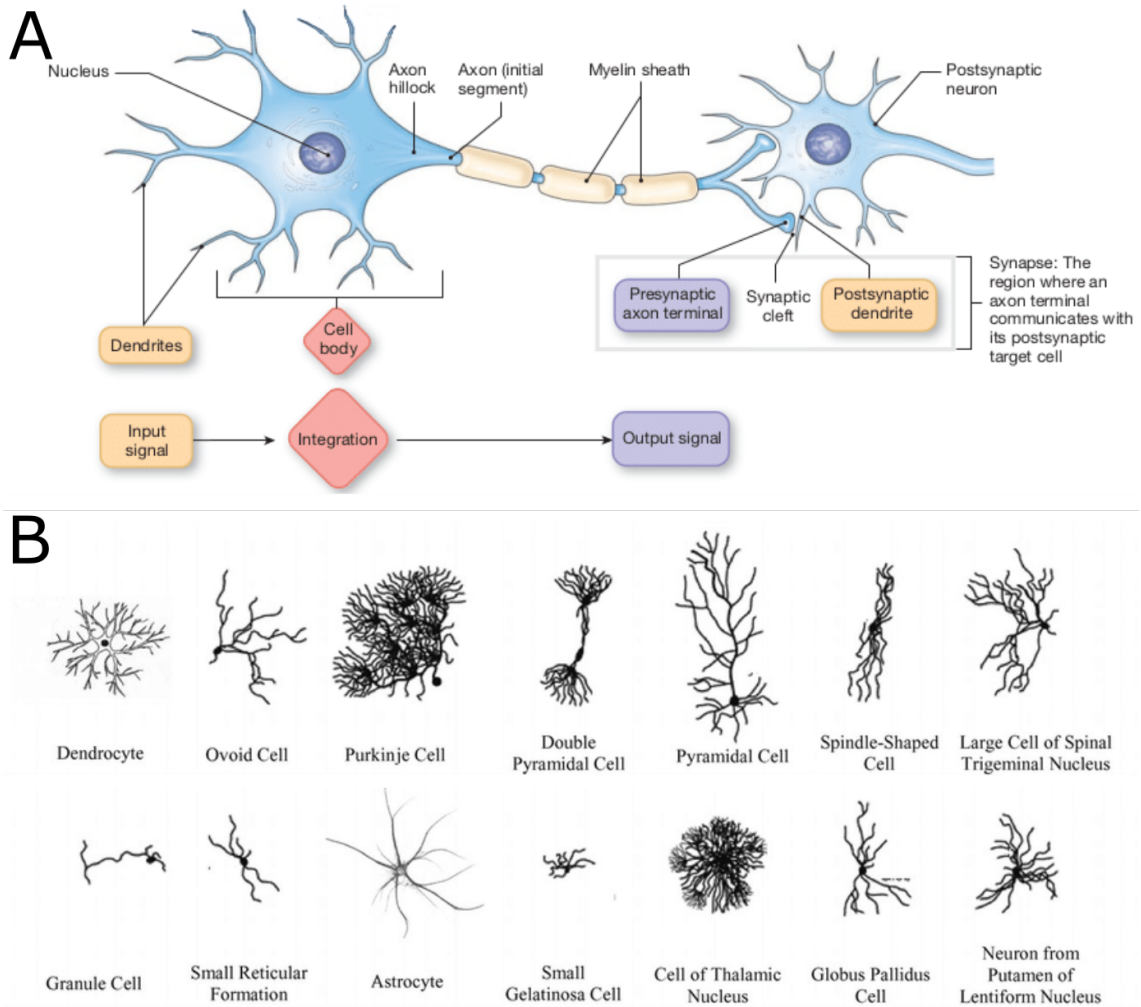 A
Nucleus
Axon
hillock
Axon (initial
segment)
Myelin sheath
Postsynaptic
neuron
Presynaptic
axon terminal
Synaptic
cleft
Postsynaptic
dendrite
Synapse: The
region where an
axon terminal
communicates with
its postsynaptic
target cell
Dendrites
Cell
body
Input
signal
Integration
Output signal
B
Dendrocyte
Ovoid Cell
Purkinje Cell
Double
Pyramidal Cell
Pyramidal Cell
Spindle-Shaped
Cell
Large Cell of Spinal
Trigeminal Nucleus
Granule Cell
Small Reticular
Formation
Astrocyte
Small
Gelatinosa Cell
Cell of Thalamic
Nucleus
Globus Pallidus
Cell
Neuron from
Putamen of
Lentiform Nucleus